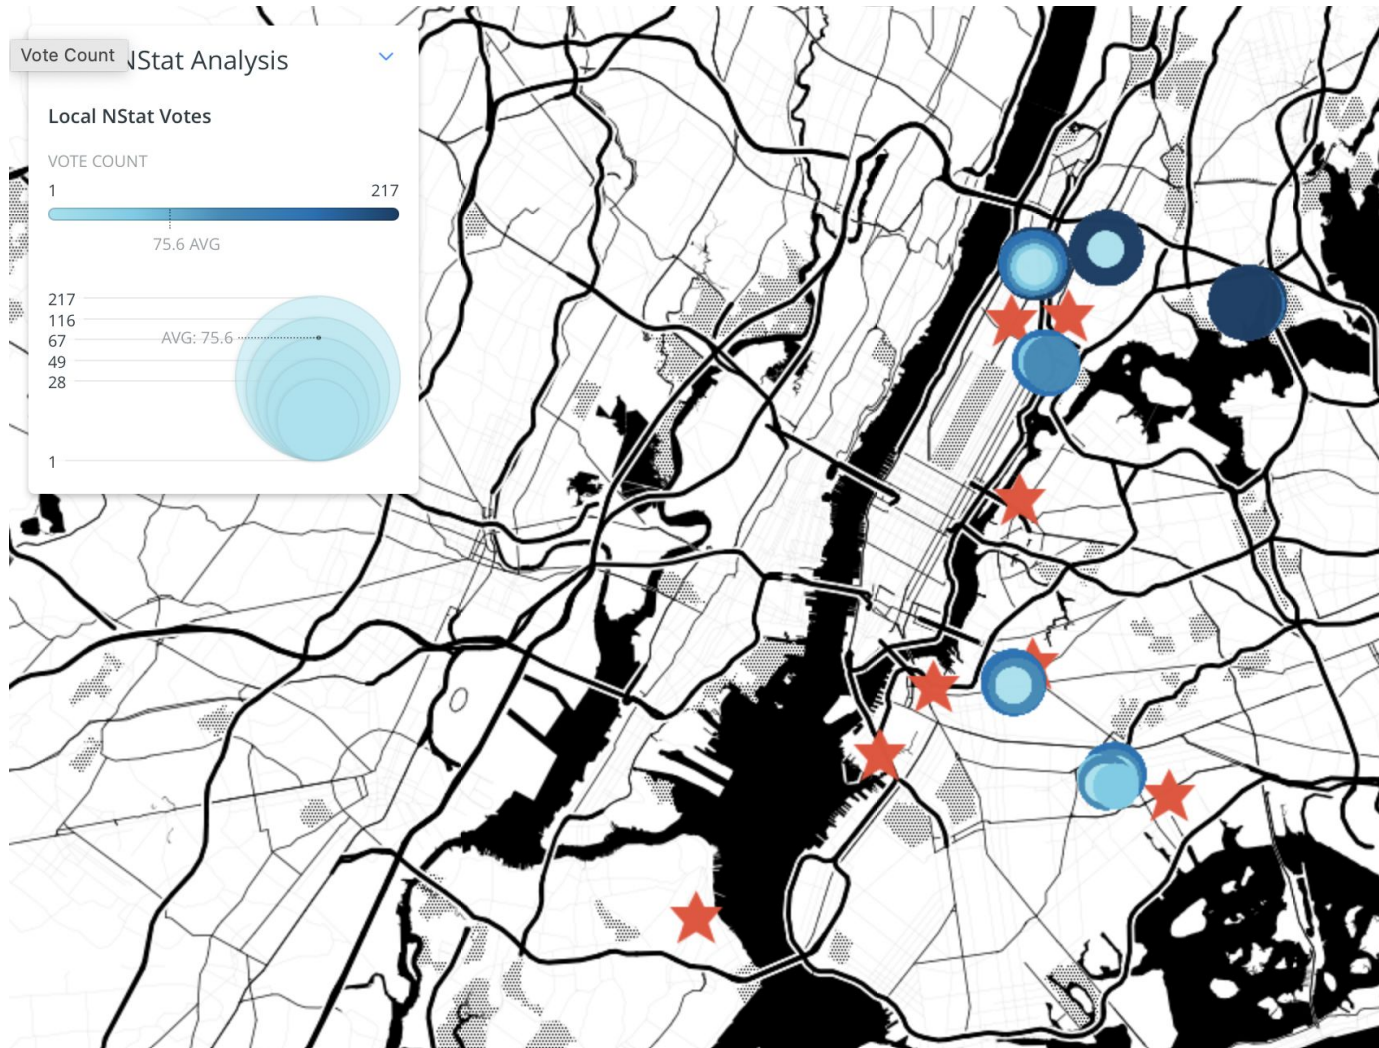 Vote Count
NStat Analysis
Local NStat Votes
VOTE COUNT
1 217
75.6 AVG
217
116
67
AVG: 75.6
49
28
1